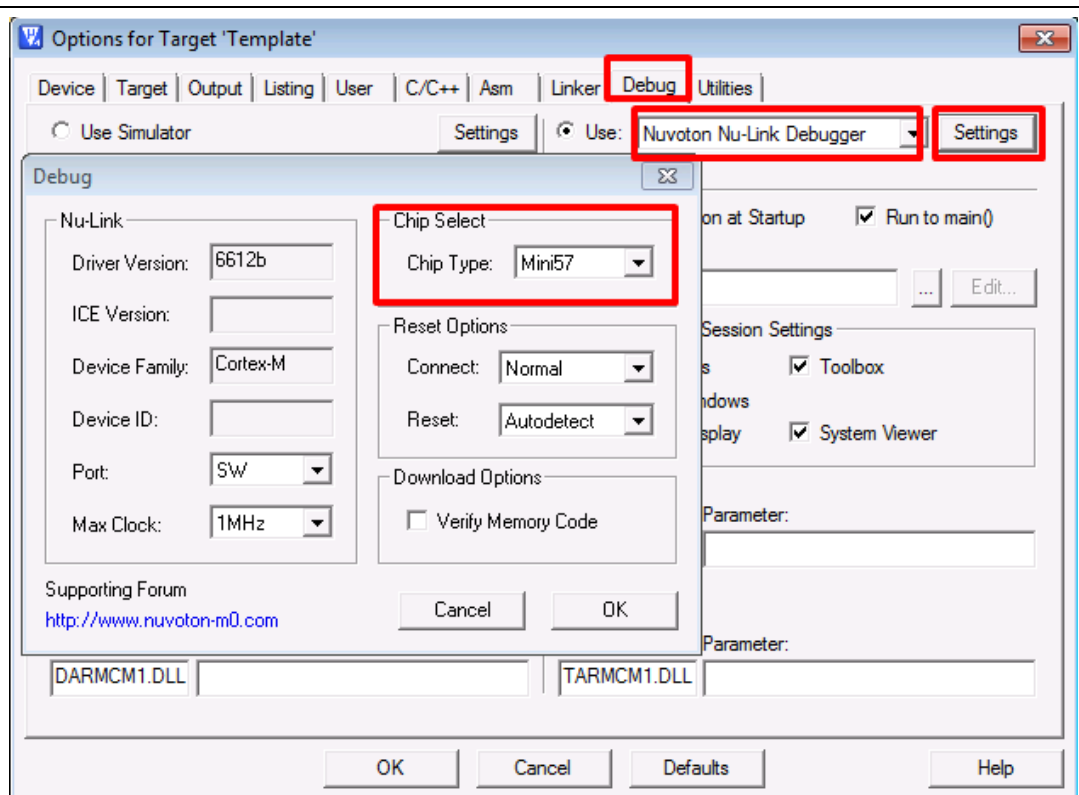 Options for Target 'Template'
Device Target Output Listing User C/C++ Asm Linker Debug Utilities
Use Simulator Settings Use: Nuvoton Nu-Link Debugger Settings
Debug
Nu-Link
Driver Version: 6612b
ICE Version:
Device Family: Cortex-M
Device ID:
Port: SW
Max Clock: 1MHz
Chip Select
Chip Type: Mini57
Reset Options
Connect: Normal
Reset: Autodetect
Download Options
Verify Memory Code
Supporting Forum
http://www.nuvoton-m0.com
Cancel OK
on at Startup Run to main()
... Edit...
Session Settings
s Toolbox
ndows
splay System Viewer
Parameter:
Parameter:
DARMCM1.DLL TARMCM1.DLL
OK Cancel Defaults Help